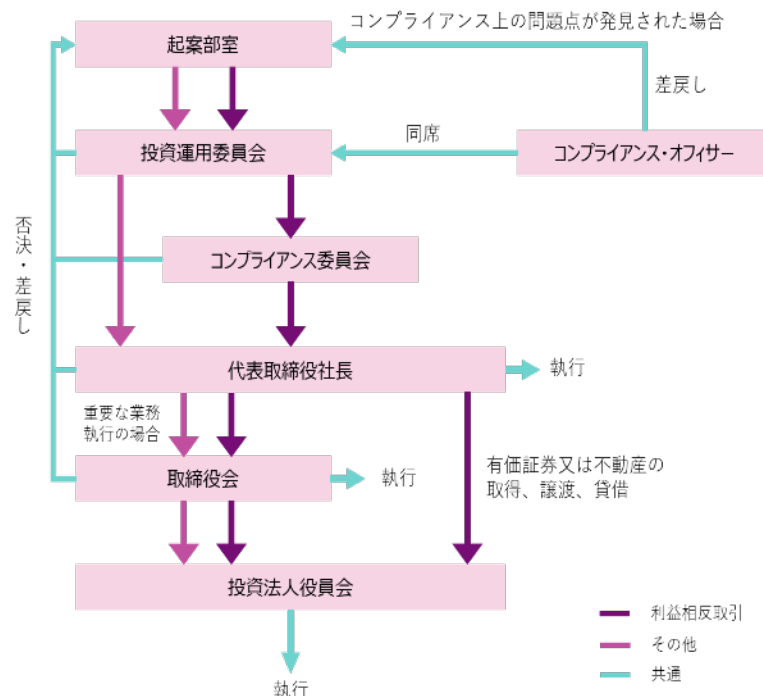 コンプライアンス上の問題点が発見された場合
起案部室
差戻し
同席
投資運用委員会
コンプライアンス・オフィサー
否決・差戻し
コンプライアンス委員会
代表取締役社長
執行
重要な業務
執行の場合
有価証券又は不動産の
取得、譲渡、貸借
取締役会
執行
投資法人役員会
利益相反取引
その他
共通
執行